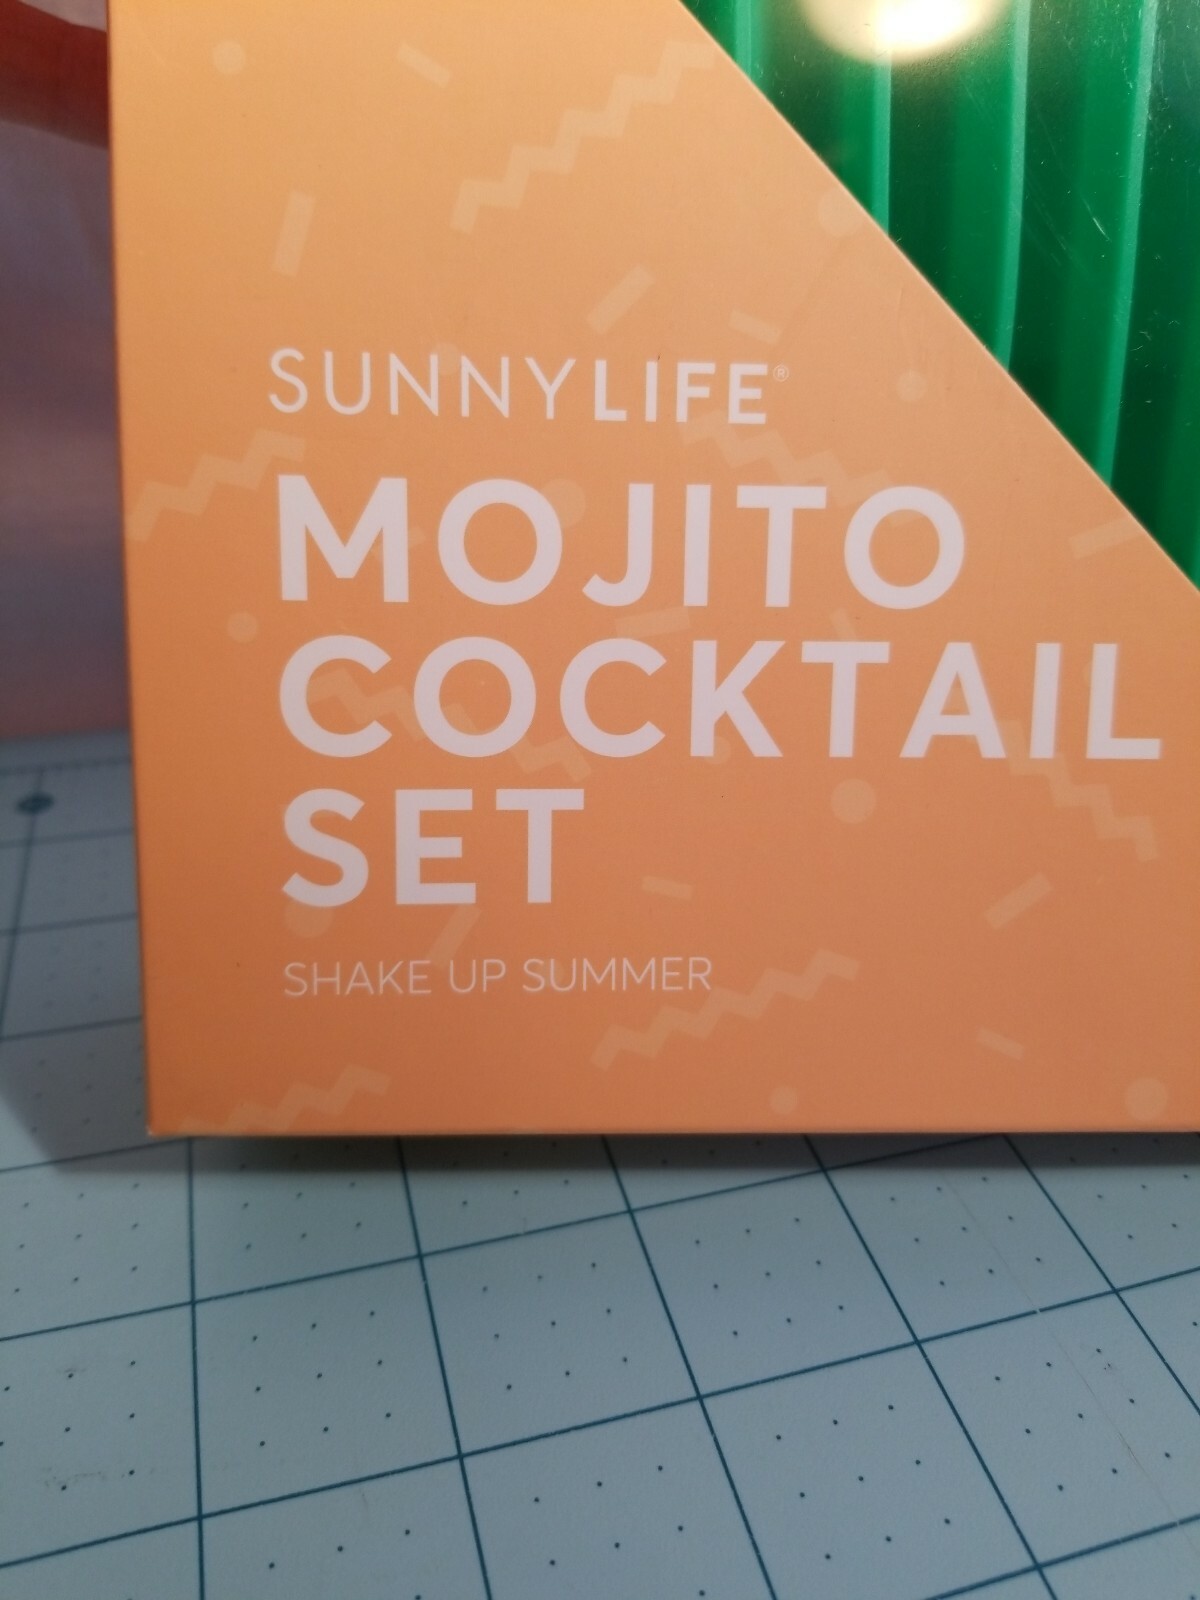 SUNNYLIFE®
MOJITO
COCKTAIL
SET
SHAKE UP SUMMER